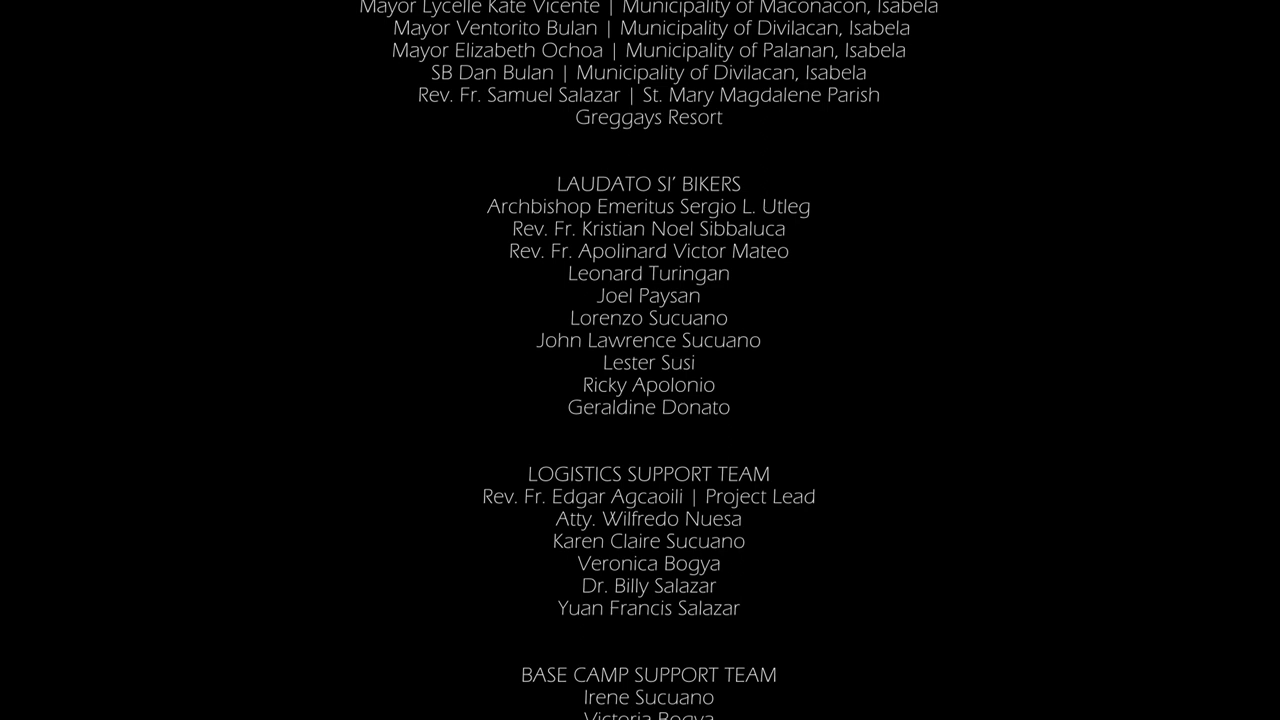 Mayor Lycelle Kate Vicente | Municipality of Maconacon, Isabela
Mayor Ventorito Bulan | Municipality of Divilacan, Isabela
Mayor Elizabeth Ochoa | Municipality of Palanan, Isabela
SB Dan Bulan | Municipality of Divilacan, Isabela
Rev. Fr. Samuel Salazar | St. Mary Magdalene Parish
Greggays Resort
LAUDATO SI' BIKERS
Archbishop Emeritus Sergio L. Utleg
Rev. Fr. Kristian Noel Sibbaluca
Rev. Fr. Apolinard Victor Mateo
Leonard Turingan
Joel Paysan
Lorenzo Sucuano
John Lawrence Sucuano
Lester Susi
Ricky Apolonio
Geraldine Donato
LOGISTICS SUPPORT TEAM
Rev. Fr. Edgar Agcaoili | Project Lead
Atty. Wilfredo Nuesa
Karen Claire Sucuano
Veronica Bogya
Dr. Billy Salazar
Yuan Francis Salazar
BASE CAMP SUPPORT TEAM
Irene Sucuano
Victoria Bogya